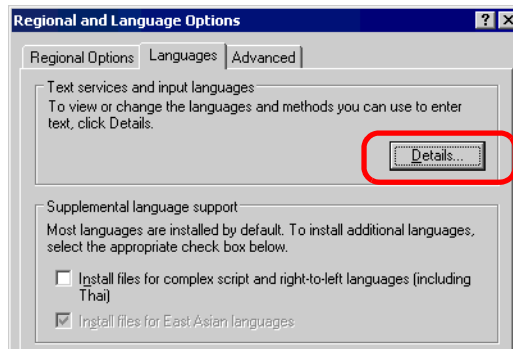 Regional and Language Options
Regional Options Languages Advanced
Text services and input languages
To view or change the languages and methods you can use to enter
text, click Details.
Details...
Supplemental language support
Most languages are installed by default. To install additional languages,
select the appropriate check box below.
Install files for complex script and right-to-left languages (including
Thai)
Install files for East Asian languages